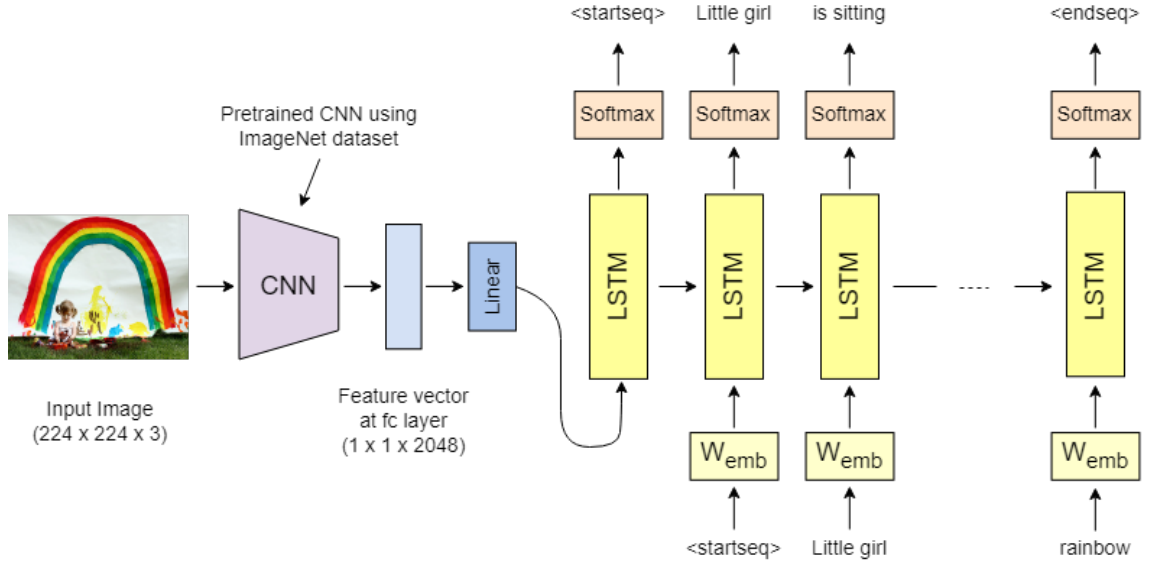 <startseq> Little girl is sitting <endseq>
Softmax Softmax Softmax Softmax
Pretrained CNN using
ImageNet dataset
CNN
Linear
LSTM LSTM LSTM LSTM
Input Image
(224 x 224 x 3)
Feature vector
at fc layer
(1 x 1 x 2048)
Wemb Wemb Wemb
<startseq> Little girl rainbow